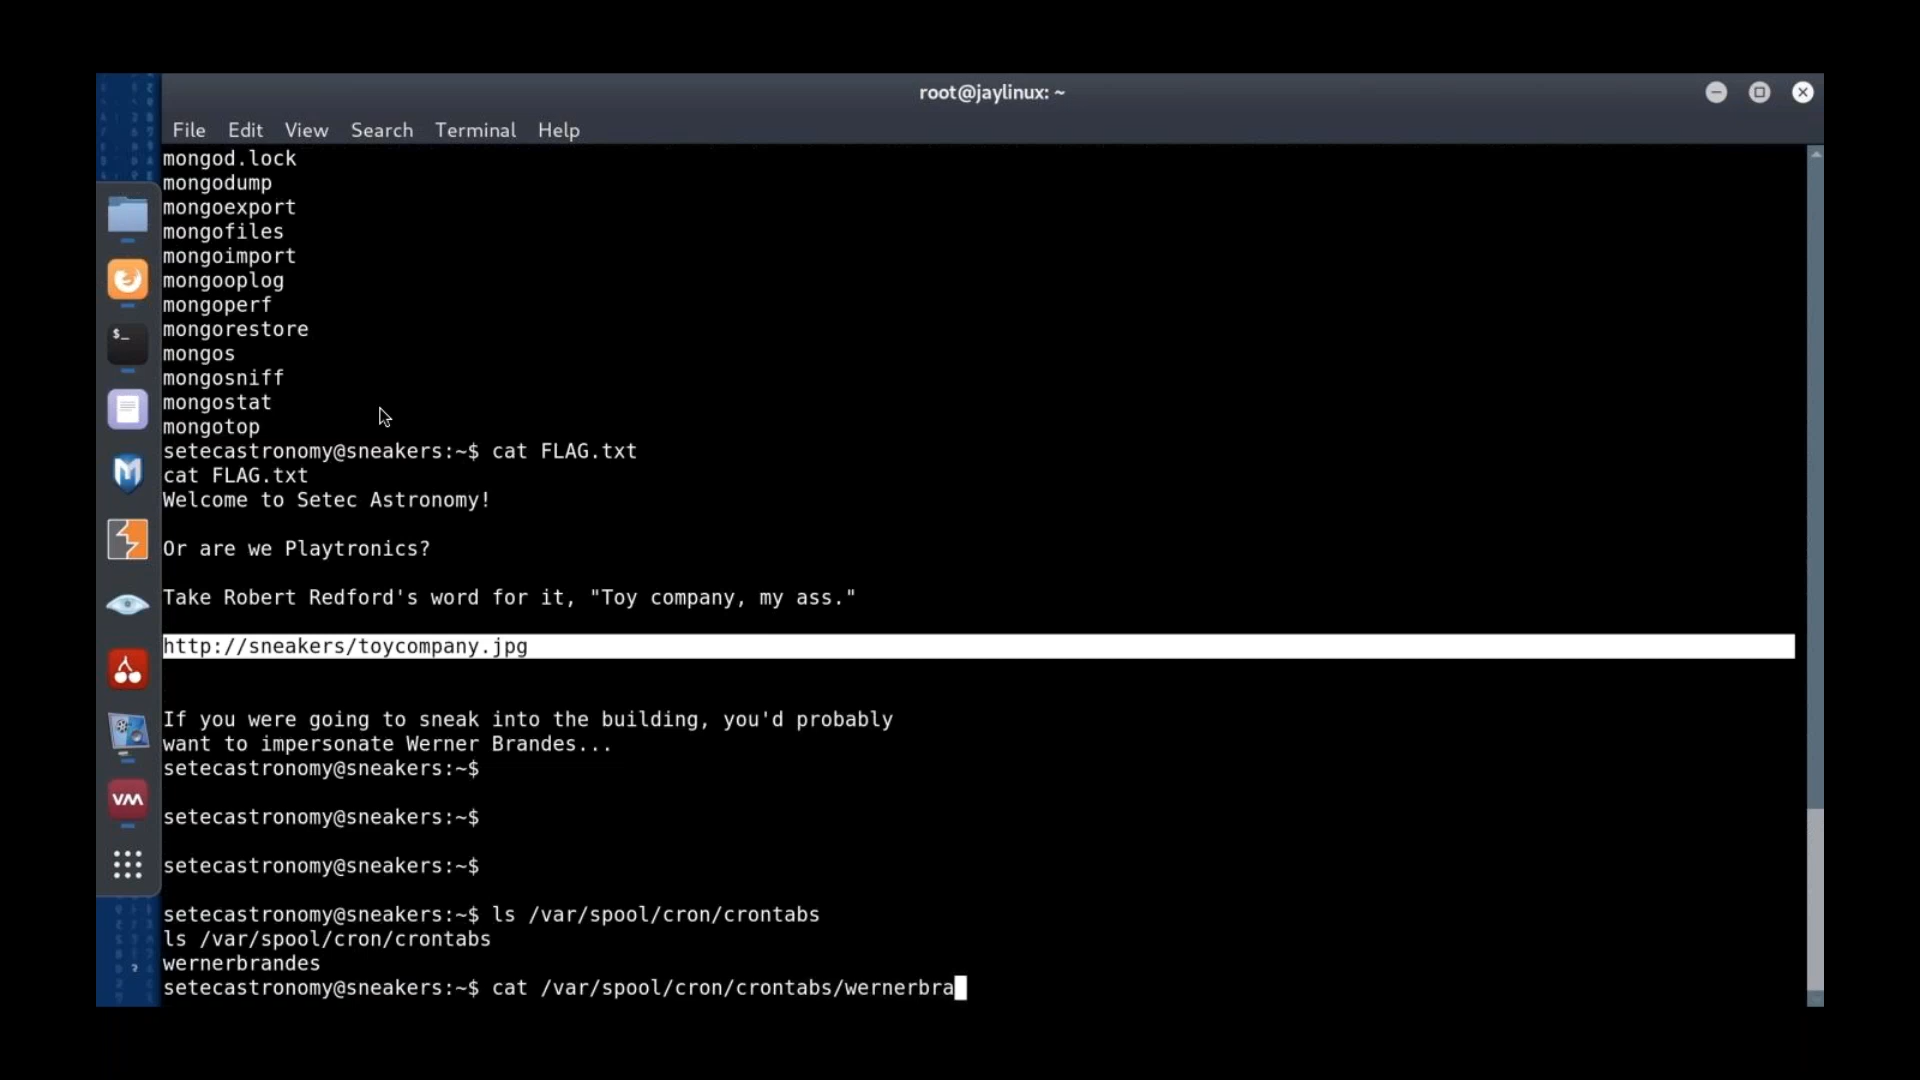 root@jaylinux: ~
File Edit View Search Terminal Help
mongod.lock
mongodump
mongoexport
mongofiles
mongoimport
mongooplog
mongoperf
mongorestore
mongos
mongosniff
mongostat
mongotop
setecastronomy@sneakers:~$ cat FLAG.txt
cat FLAG.txt
Welcome to Setec Astronomy!
Or are we Playtronics?
Take Robert Redford's word for it, "Toy company, my ass."
http://sneakers/toycompany.jpg
If you were going to sneak into the building, you'd probably
want to impersonate Werner Brandes...
setecastronomy@sneakers:~$
setecastronomy@sneakers:~$
setecastronomy@sneakers:~$
setecastronomy@sneakers:~$ ls /var/spool/cron/crontabs
ls /var/spool/cron/crontabs
wernerbrandes
setecastronomy@sneakers:~$ cat /var/spool/cron/crontabs/wernerbra
$_
M
vm